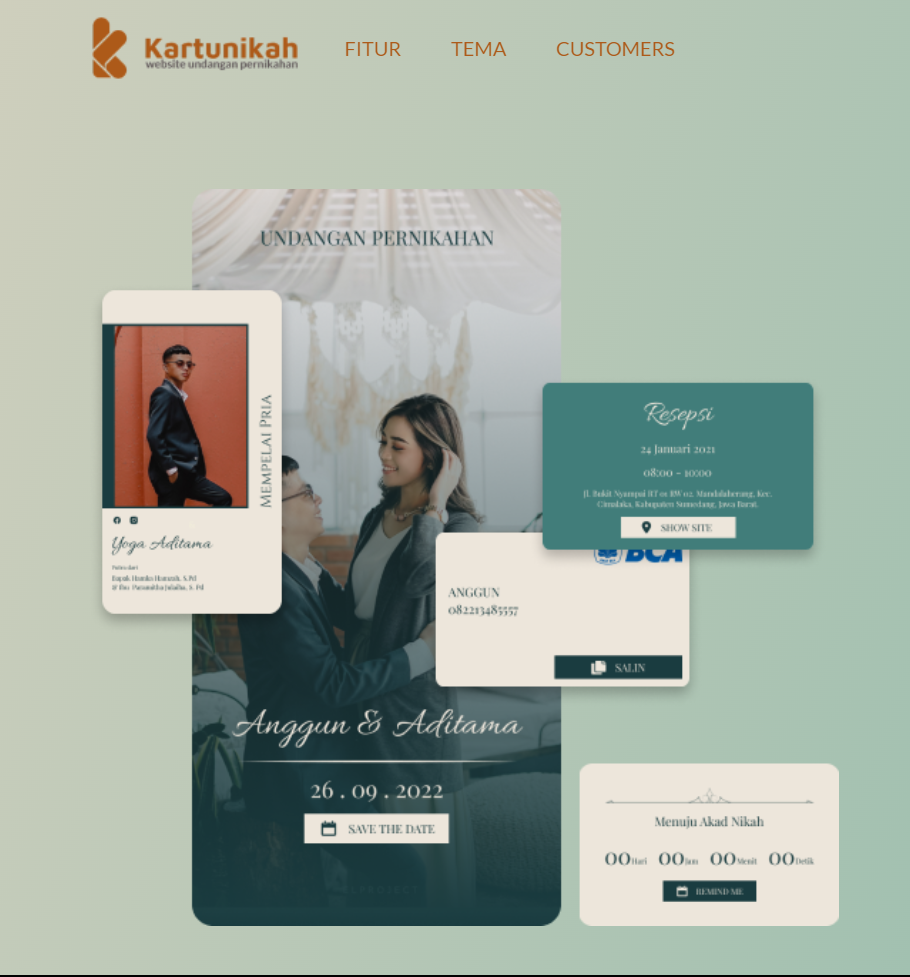 Kartunikah
website undangan pernikahan
FITUR
TEMA
CUSTOMERS
UNDANGAN PERNIKAHAN
MEMPELAI PRIA
Yoga Aditama
Putra dari
& Ibu
Resepsi
24 Januari 2021
08:00 - 10:00
Jl. Bukit Nyampai RT 01 RW 02, Mandalaherang, Kec.
Cimalaka, Kabupaten Sumedang, Jawa Barat.
SHOW SITE
BCA
ANGGUN
082213485557
SALIN
Anggun & Aditama
26 . 09 . 2022
SAVE THE DATE
Menuju Akad Nikah
00 Hari 00 Jam 00 Menit 00 Detik
REMIND ME